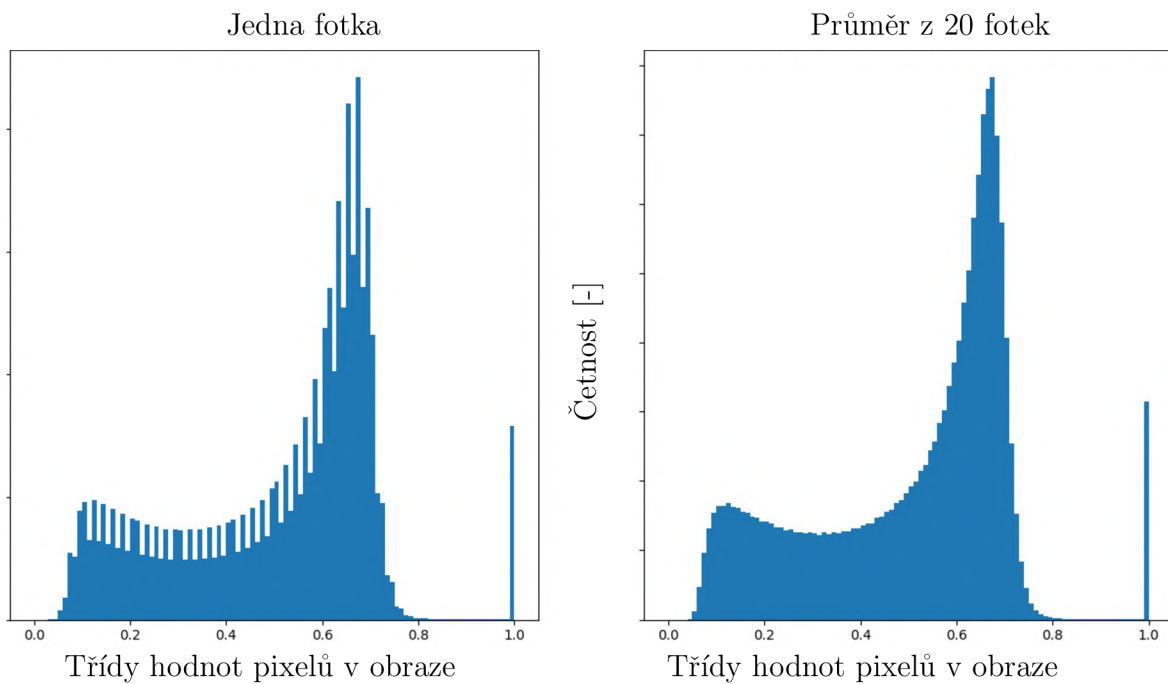 Jedna fotka
0.0 0.2 0.4 0.6 0.8 1.0
Třídy hodnot pixelů v obraze
Průměr z 20 fotek
Četnost [-]
0.0 0.2 0.4 0.6 0.8 1.0
Třídy hodnot pixelů v obraze